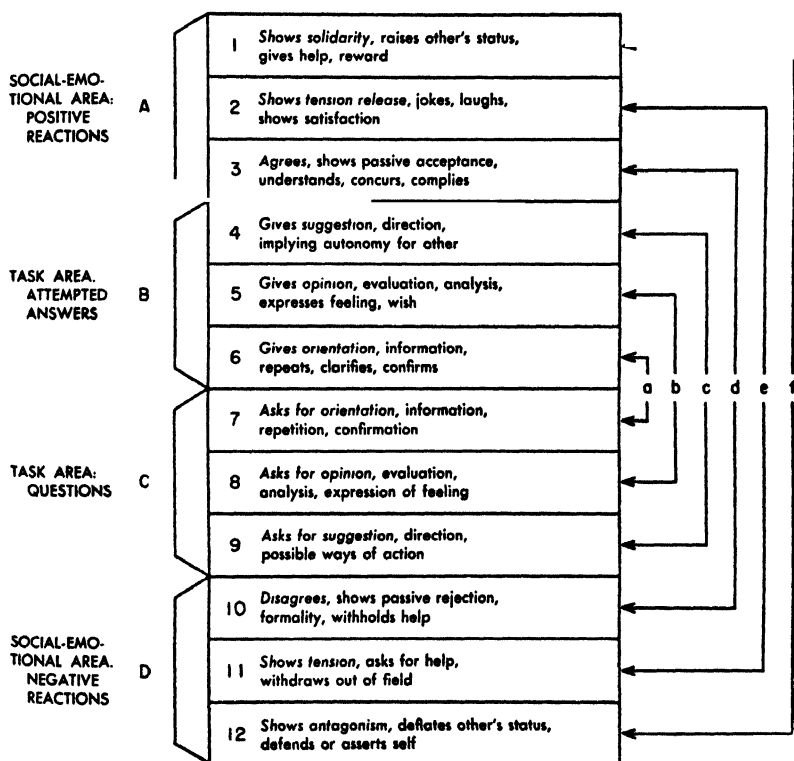 SOCIAL-EMO-
TIONAL AREA:
POSITIVE
REACTIONS
A
1 Shows solidarity, raises other's status,
gives help, reward
2 Shows tension release, jokes, laughs,
shows satisfaction
3 Agrees, shows passive acceptance,
understands, concurs, complies
TASK AREA.
ATTEMPTED
ANSWERS
B
4 Gives suggestion, direction,
implying autonomy for other
5 Gives opinion, evaluation, analysis,
expresses feeling, wish
6 Gives orientation, information,
repeats, clarifies, confirms
a b c d e f
TASK AREA:
QUESTIONS
C
7 Asks for orientation, information,
repetition, confirmation
8 Asks for opinion, evaluation,
analysis, expression of feeling
9 Asks for suggestion, direction,
possible ways of action
SOCIAL-EMO-
TIONAL AREA.
NEGATIVE
REACTIONS
D
10 Disagrees, shows passive rejection,
formality, withholds help
11 Shows tension, asks for help,
withdraws out of field
12 Shows antagonism, deflates other's status,
defends or asserts self